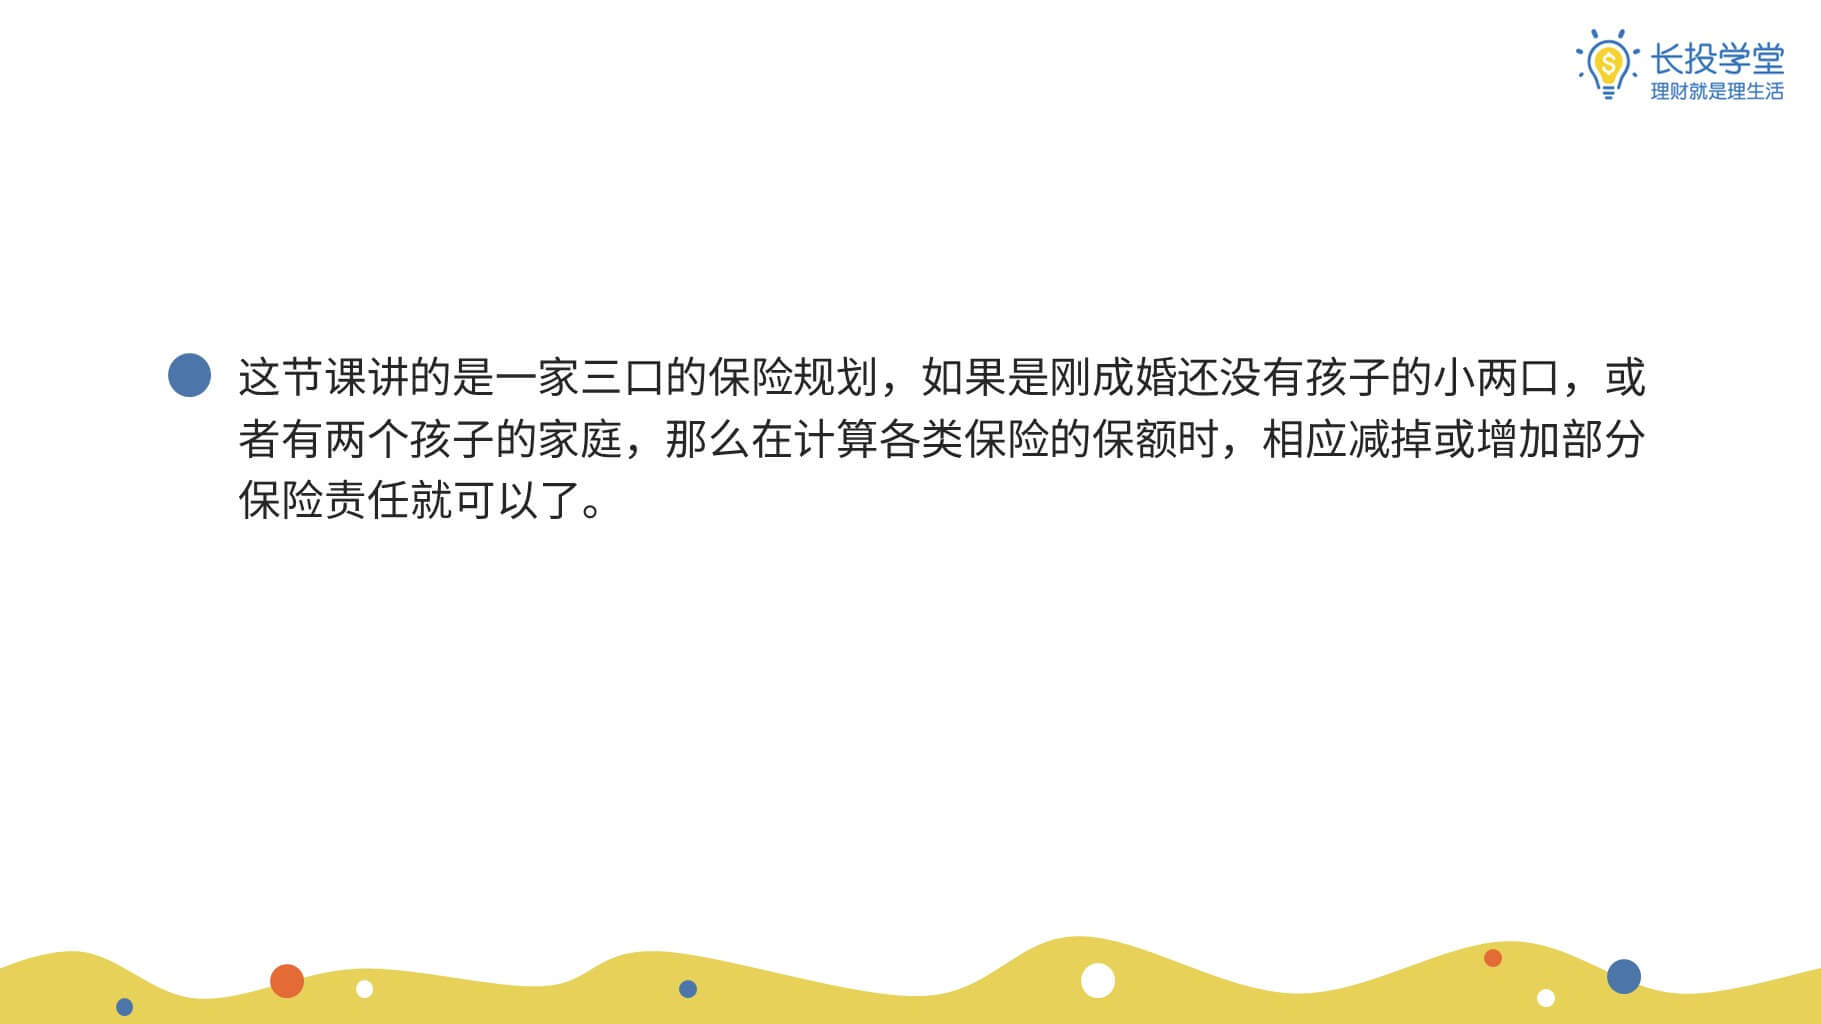 长投学堂
理财就是理生活
这节课讲的是一家三口的保险规划，如果是刚成婚还没有孩子的小两口，或
者有两个孩子的家庭，那么在计算各类保险的保额时，相应减掉或增加部分
保险责任就可以了。